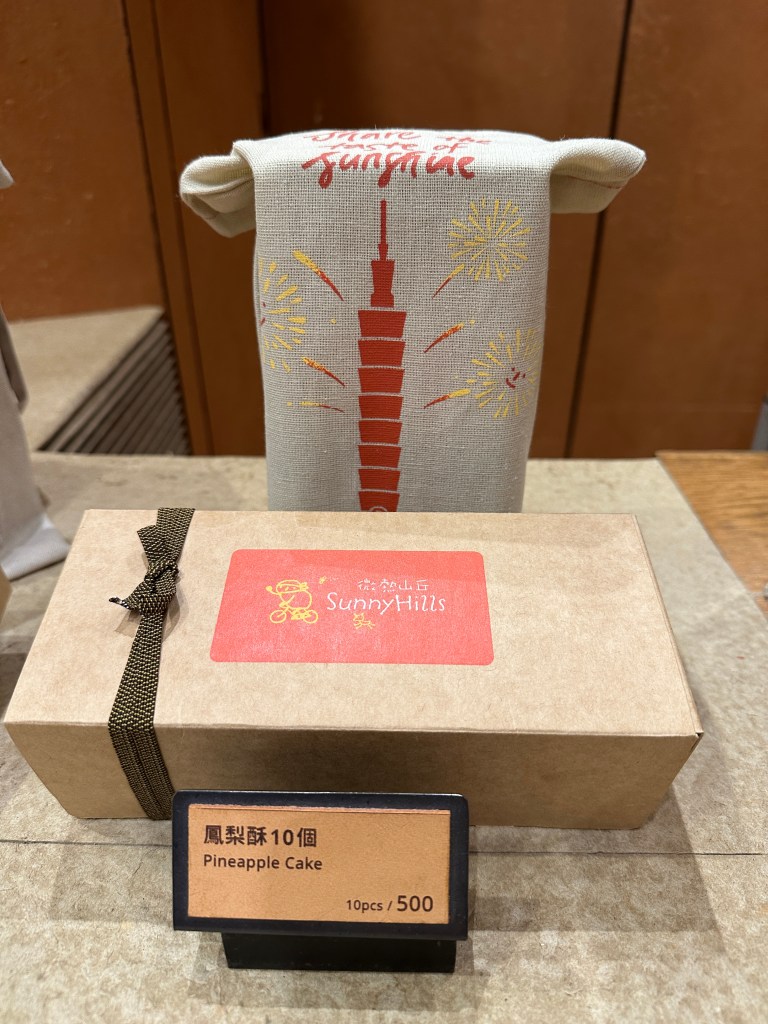 Share the
taste of
sunshine
微熱山丘
SunnyHills
鳳梨酥10個
Pineapple Cake
10pcs / 500